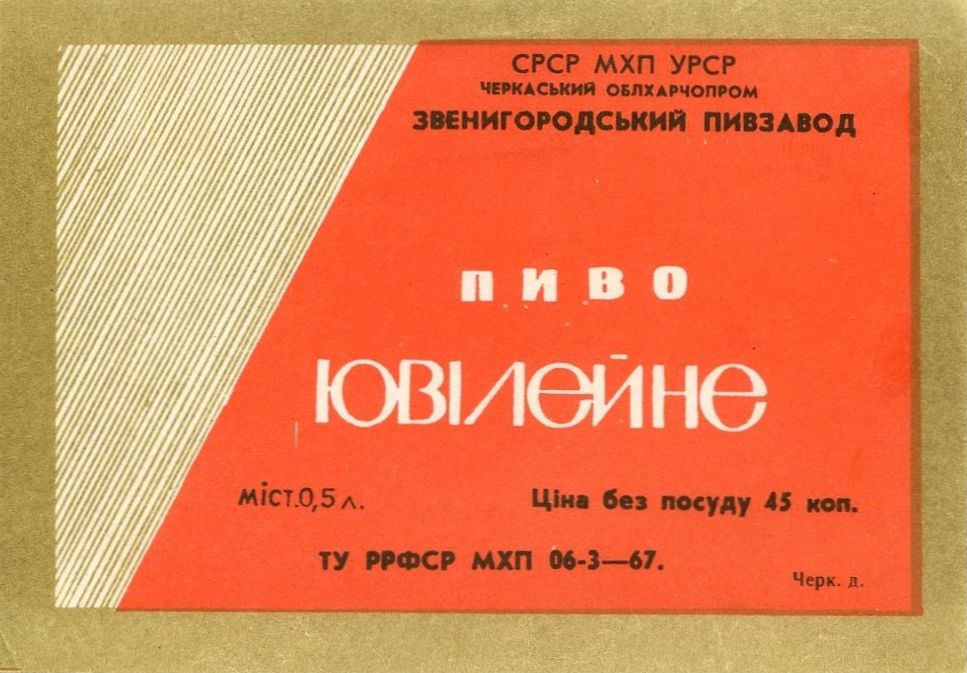 СРСР МХП УРСР
ЧЕРКАСЬКИЙ ОБЛХАРЧОПРОМ
ЗВЕНИГОРОДСЬКИЙ ПИВЗАВОД
ПИВО
ЮВІЛЕЙНЕ
міст.0,5 л.
Ціна без посуду 45 коп.
ТУ РРФСР МХП 06-3—67.
Черк. д.